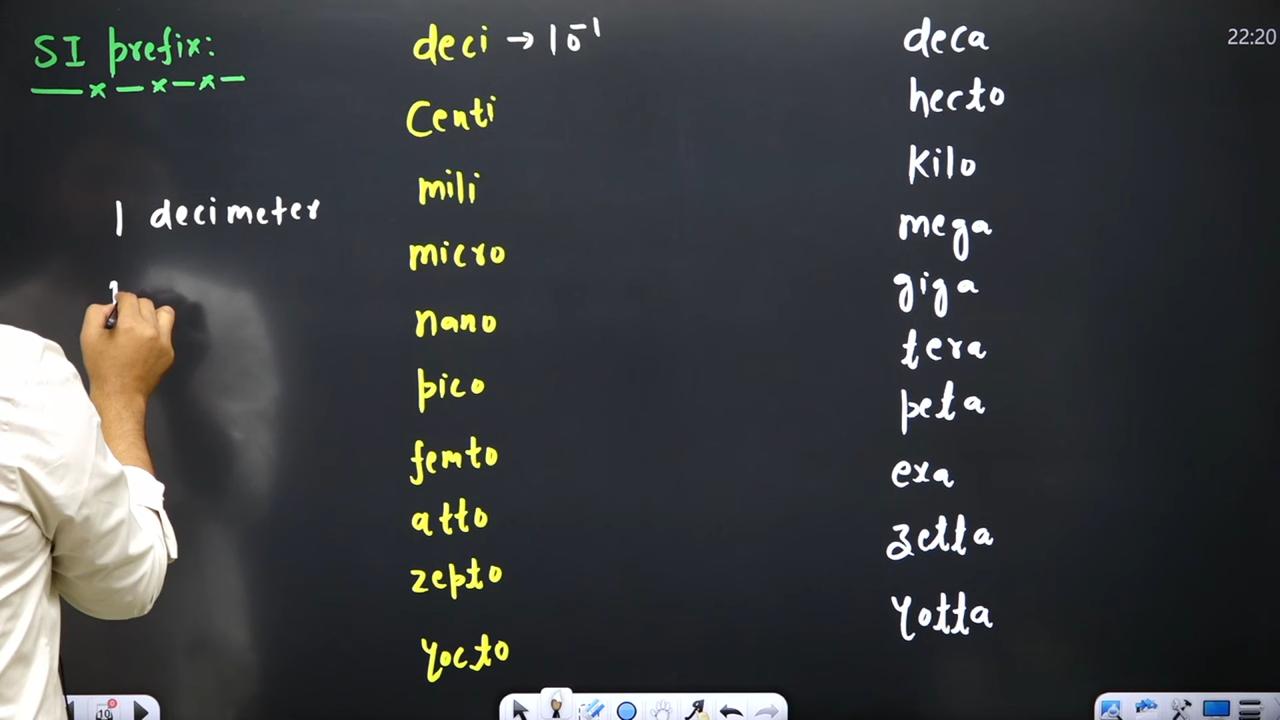 SI prefix:
1 decimeter
1
deci → 10⁻¹
Centi
mili
micro
nano
pico
femto
atto
zepto
Yocto
deca
hecto
Kilo
mega
giga
tera
peta
exa
zetta
Yotta
22:20